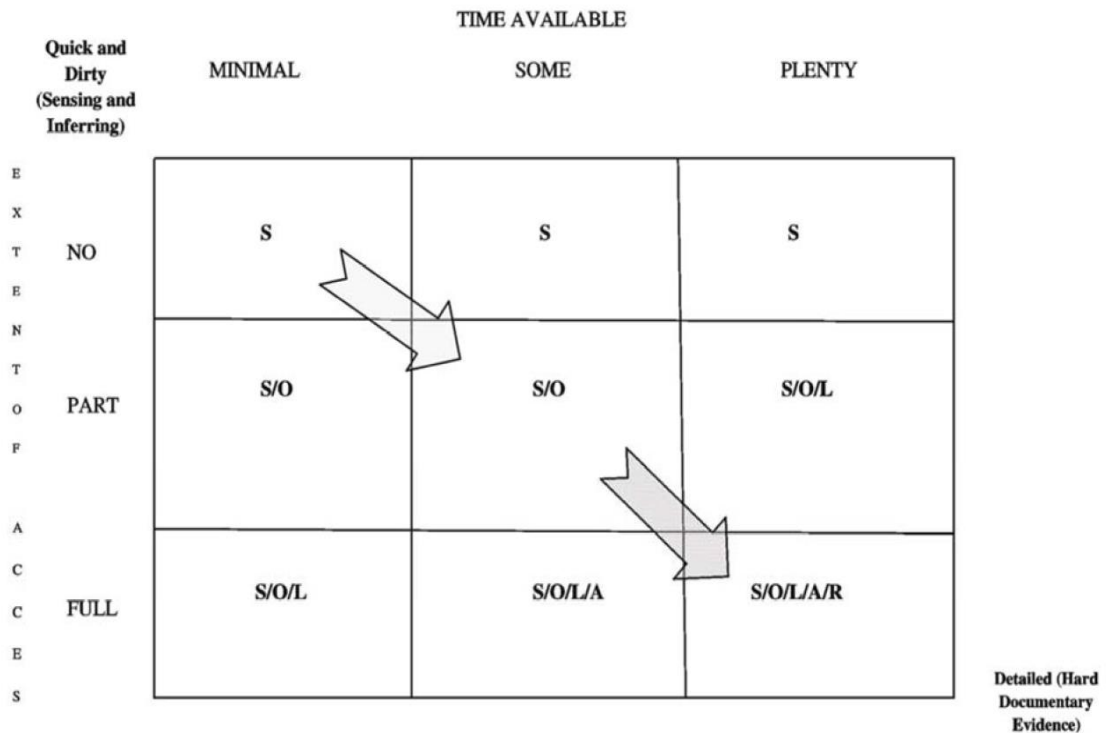 TIME AVAILABLE
Quick and
Dirty
(Sensing and
Inferring)
MINIMAL SOME PLENTY
E
X
T
E
N
T
O
F
A
C
C
E
S
NO
S S S
PART
S/O S/O S/O/L
FULL
S/O/L S/O/L/A S/O/L/A/R
Detailed (Hard
Documentary
Evidence)